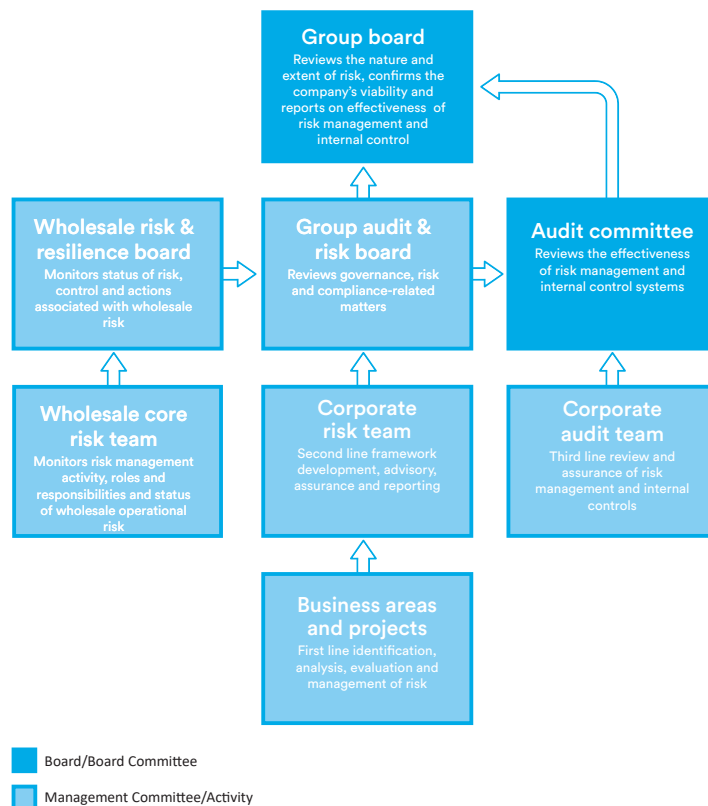 Group board
Reviews the nature and
extent of risk, confirms the
company’s viability and
reports on effectiveness of
risk management and
internal control
Wholesale risk &
resilience board
Monitors status of risk,
control and actions
associated with wholesale
risk
Group audit &
risk board
Reviews governance, risk
and compliance-related
matters
Audit committee
Reviews the effectiveness
of risk management and
internal control systems
Wholesale core
risk team
Monitors risk management
activity, roles and
responsibilities and status
of wholesale operational
risk
Corporate
risk team
Second line framework
development, advisory,
assurance and reporting
Corporate
audit team
Third line review and
assurance of risk
management and internal
controls
Business areas
and projects
First line identification,
analysis, evaluation and
management of risk
Board/Board Committee
Management Committee/Activity